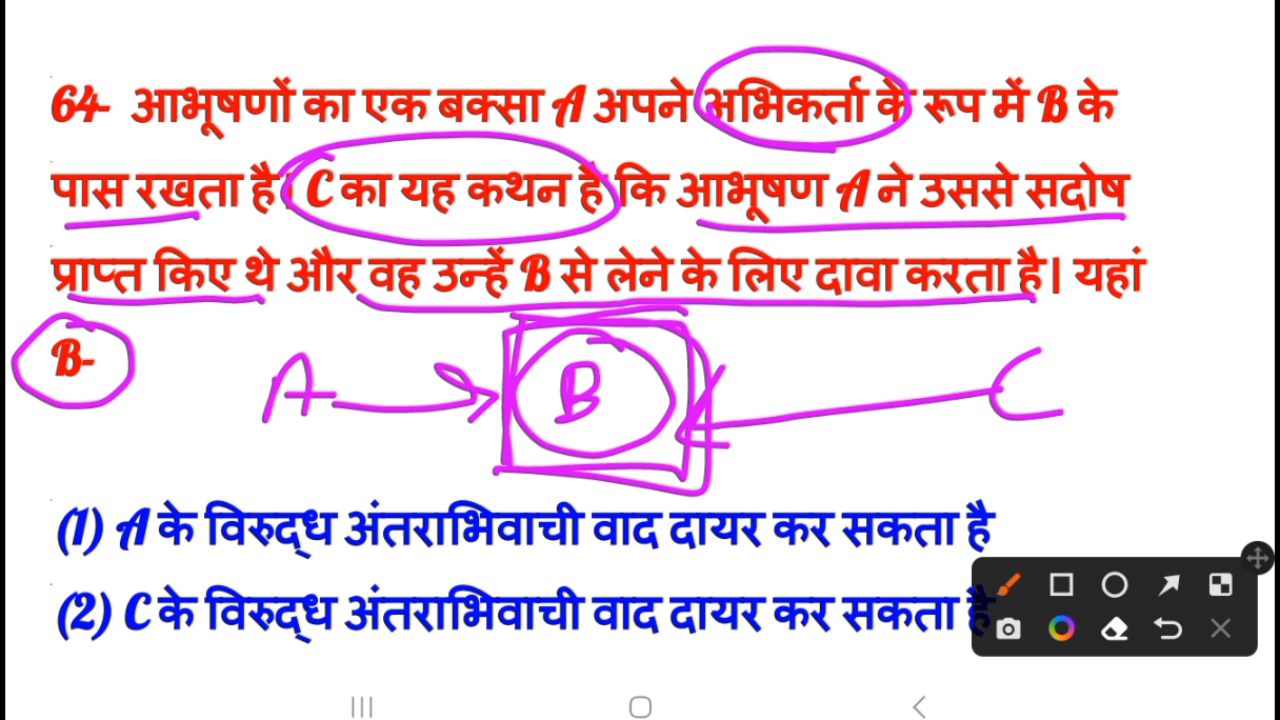 64- आभूषणों का एक बक्सा A अपने अभिकर्ता के रूप में B के
पास रखता है। C का यह कथन है कि आभूषण A ने उससे सदोष
प्राप्त किए थे और वह उन्हें B से लेने के लिए दावा करता है। यहां
B-
A B C
(1) A के विरुद्ध अंतराभिवाची वाद दायर कर सकता है
(2) C के विरुद्ध अंतराभिवाची वाद दायर कर सकता है